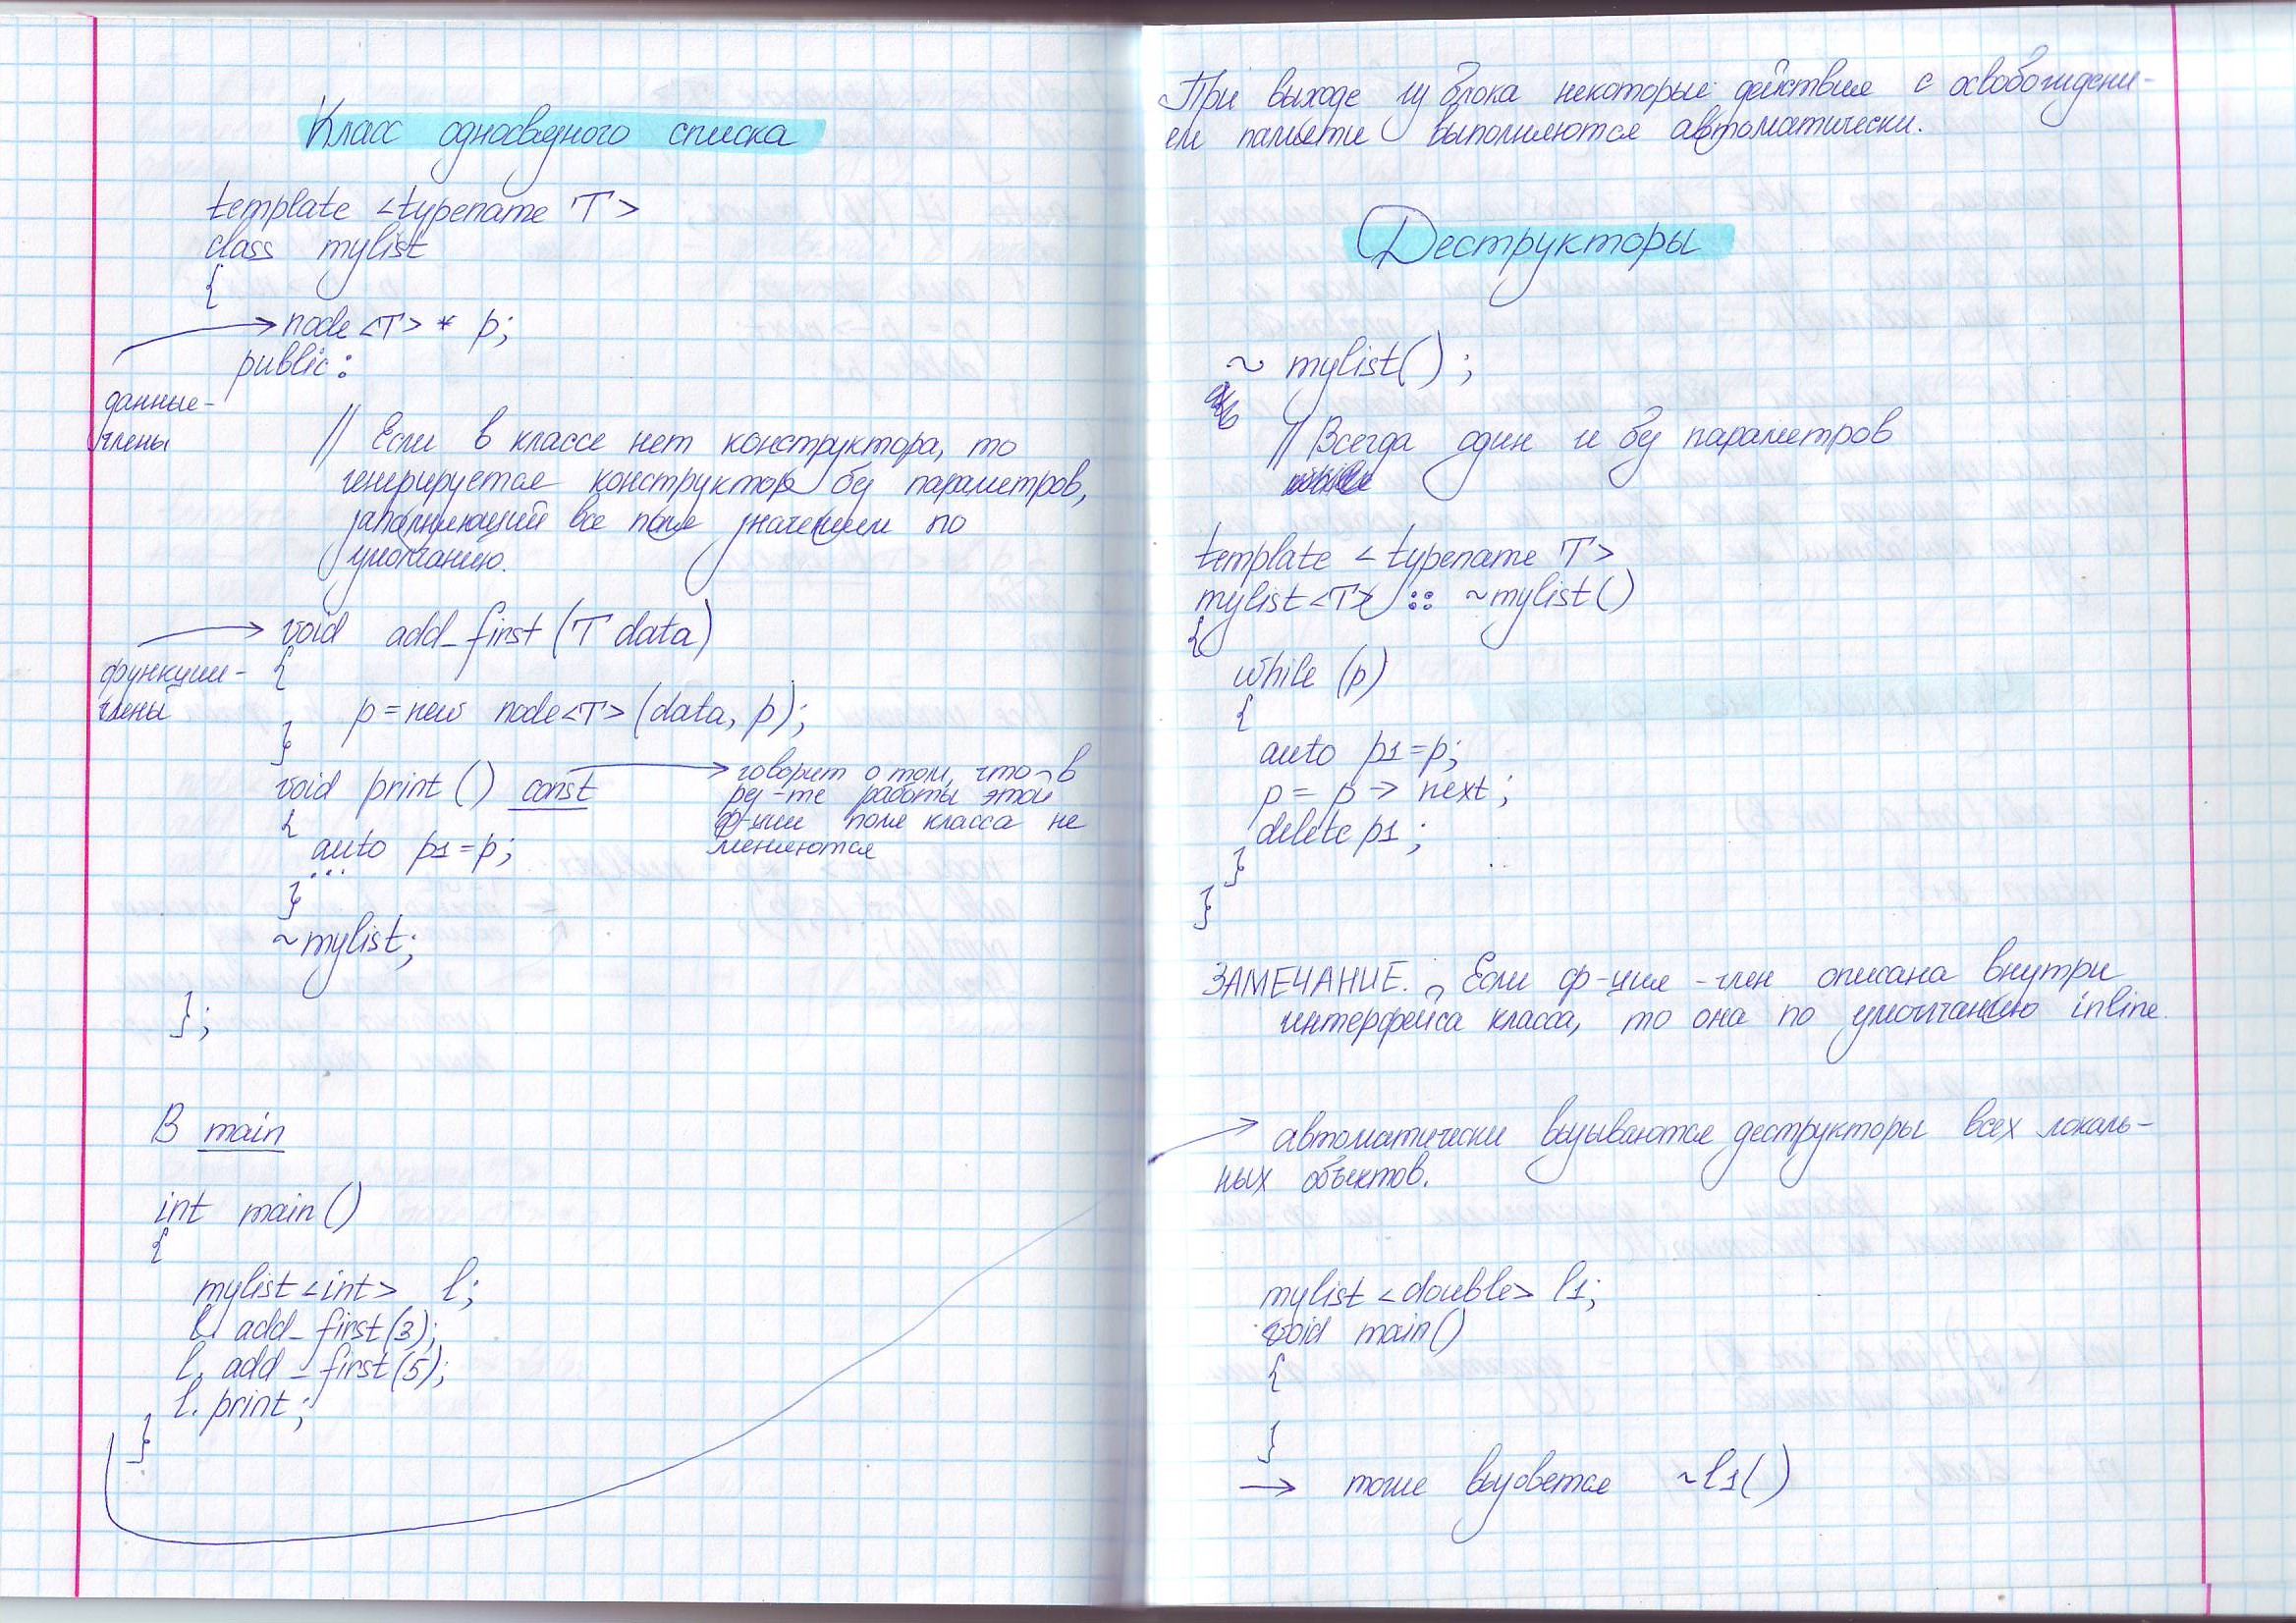 Класс односвязного списка
template <typename T>
class mylist
{
node<T> * p;
public:
данные-
члены
// Если в классе нет конструктора, то
генерируется конструктор без параметров,
заполняющий все поля значением по
умолчанию.
void add_first(T data)
функции-
члены
{
p = new node<T>(data, p);
}
void print() const
говорит о том, что в
рез-те работы этой
ф-ции поля класса не
меняются
{
auto p1 = p;
...
}
~mylist;
};
В main
int main()
{
mylist<int> l;
l. add_first(3);
l. add_first(5);
l. print;
}
При выходе из блока некоторые действия с освобождени-
ем памяти выполняются автоматически.
Деструкторы
~ mylist();
// Всегда один и без параметров
template <typename T>
mylist<T> :: ~mylist()
{
while (p)
{
auto p1 = p;
p = p -> next;
delete p1;
}
}
ЗАМЕЧАНИЕ. Если ф-ция-член описана внутри
интерфейса класса, то она по умолчанию inline.
автоматически вызываются деструкторы всех локаль-
ных объектов.
mylist <double> l1;
void main()
{
}
→ тоже вызовется ~l1()